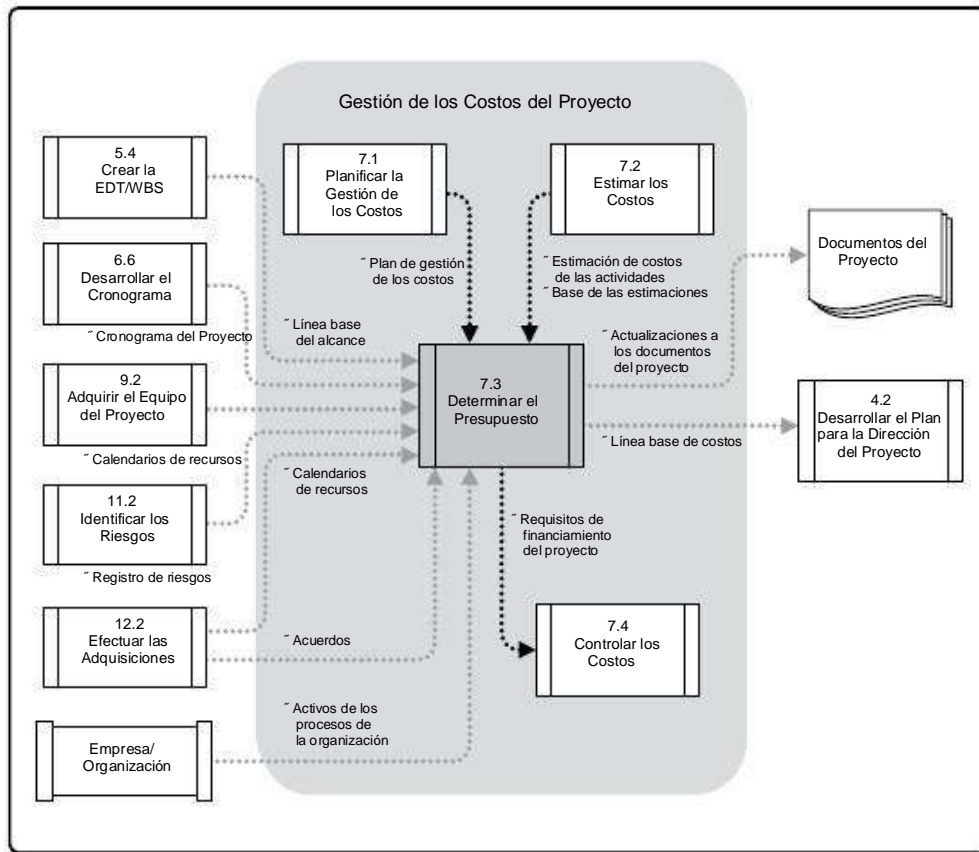 Gestión de los Costos del Proyecto
5.4
Crear la
EDT/WBS
7.1
Planificar la
Gestión de
los Costos
7.2
Estimar los
Costos
Documentos del
Proyecto
6.6
Desarrollar el
Cronograma
˝ Plan de gestión
de los costos
˝ Estimación de costos
de las actividades
˝ Base de las estimaciones
˝ Cronograma del Proyecto
˝ Línea base
del alcance
˝ Actualizaciones a
los documentos
del proyecto
9.2
Adquirir el Equipo
del Proyecto
7.3
Determinar el
Presupuesto
4.2
Desarrollar el Plan
para la Dirección
del Proyecto
˝ Línea base de costos
˝ Calendarios de recursos
˝ Calendarios
de recursos
11.2
Identificar los
Riesgos
˝ Requisitos de
financiamiento
del proyecto
˝ Registro de riesgos
12.2
Efectuar las
Adquisiciones
˝ Acuerdos
7.4
Controlar los
Costos
˝ Activos de los
procesos de
la organización
Empresa/
Organización